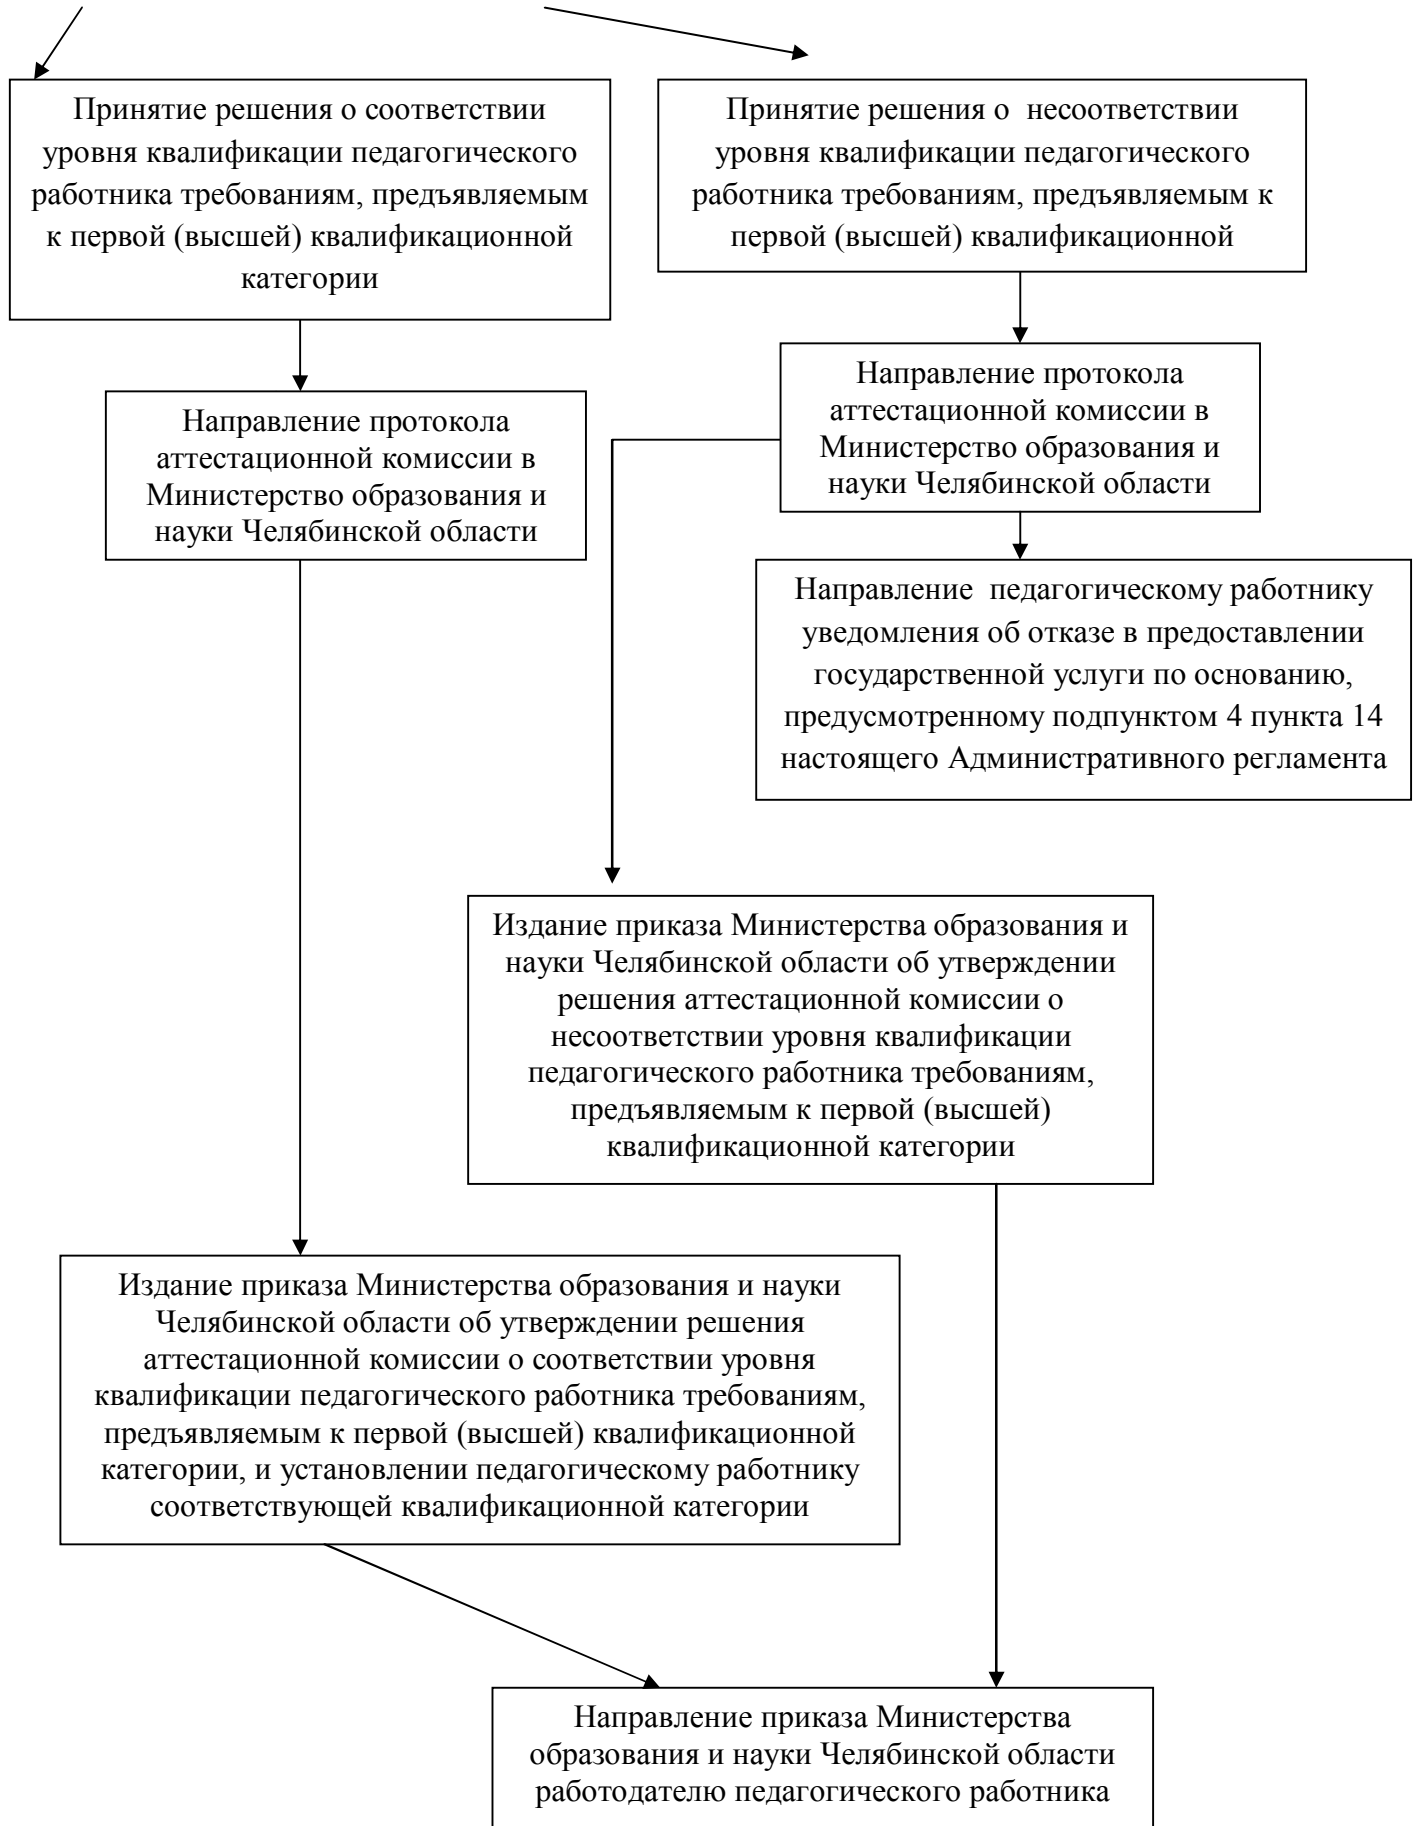 Принятие решения о соответствии
уровня квалификации педагогического
работника требованиям, предъявляемым
к первой (высшей) квалификационной
категории
Принятие решения о  несоответствии
уровня квалификации педагогического
работника требованиям, предъявляемым к
первой (высшей) квалификационной
Направление протокола
аттестационной комиссии в
Министерство образования и
науки Челябинской области
Направление протокола
аттестационной комиссии в
Министерство образования и
науки Челябинской области
Направление  педагогическому работнику
уведомления об отказе в предоставлении
государственной услуги по основанию,
предусмотренному подпунктом 4 пункта 14
настоящего Административного регламента
Издание приказа Министерства образования и
науки Челябинской области об утверждении
решения аттестационной комиссии о
несоответствии уровня квалификации
педагогического работника требованиям,
предъявляемым к первой (высшей)
квалификационной категории
Издание приказа Министерства образования и науки
Челябинской области об утверждении решения
аттестационной комиссии о соответствии уровня
квалификации педагогического работника требованиям,
предъявляемым к первой (высшей) квалификационной
категории, и установлении педагогическому работнику
соответствующей квалификационной категории
Направление приказа Министерства
образования и науки Челябинской области
работодателю педагогического работника